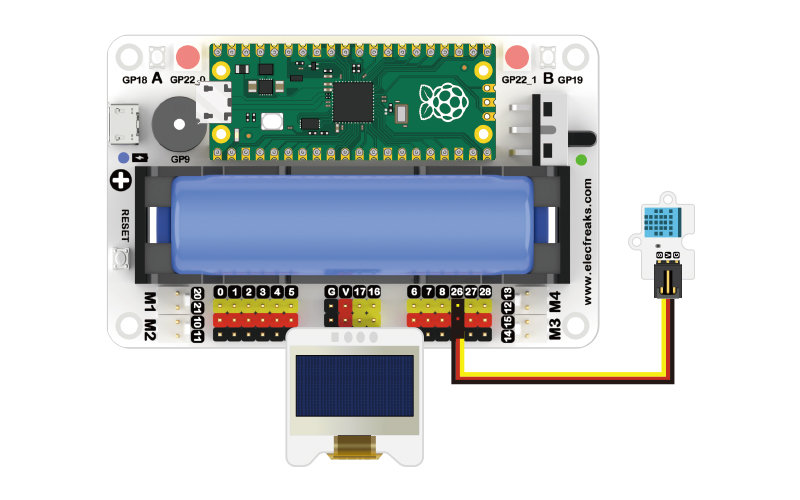 GP18 A GP22_0
GP22_1 B GP19
GP9
RESET
www.elecfreaks.com
0 1 2 3 4 5
G V 17 16
6 7 8 26 27 28
M1 M2
20 21 10 11
12 13
14 15
M3 M4